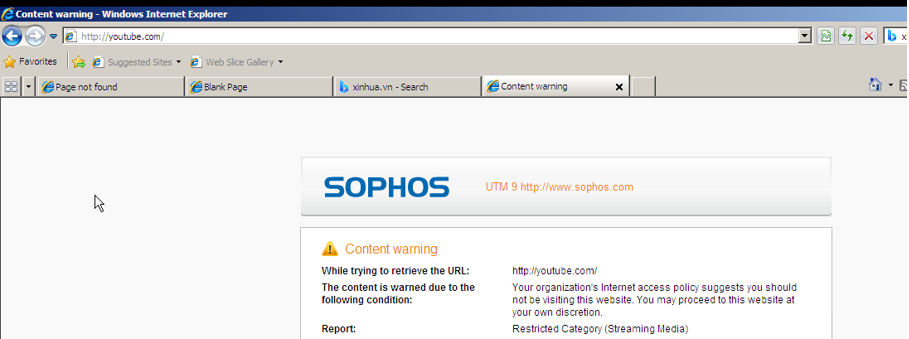 Content warning - Windows Internet Explorer
http://youtube.com/
Favorites Suggested Sites Web Slice Gallery
Page not found Blank Page xinhua.vn - Search Content warning
SOPHOS UTM 9 http://www.sophos.com
Content warning
While trying to retrieve the URL: http://youtube.com/
The content is warned due to the following condition: Your organization's Internet access policy suggests you should
not be visiting this website. You may proceed to this website at
your own discretion.
Report: Restricted Category (Streaming Media)